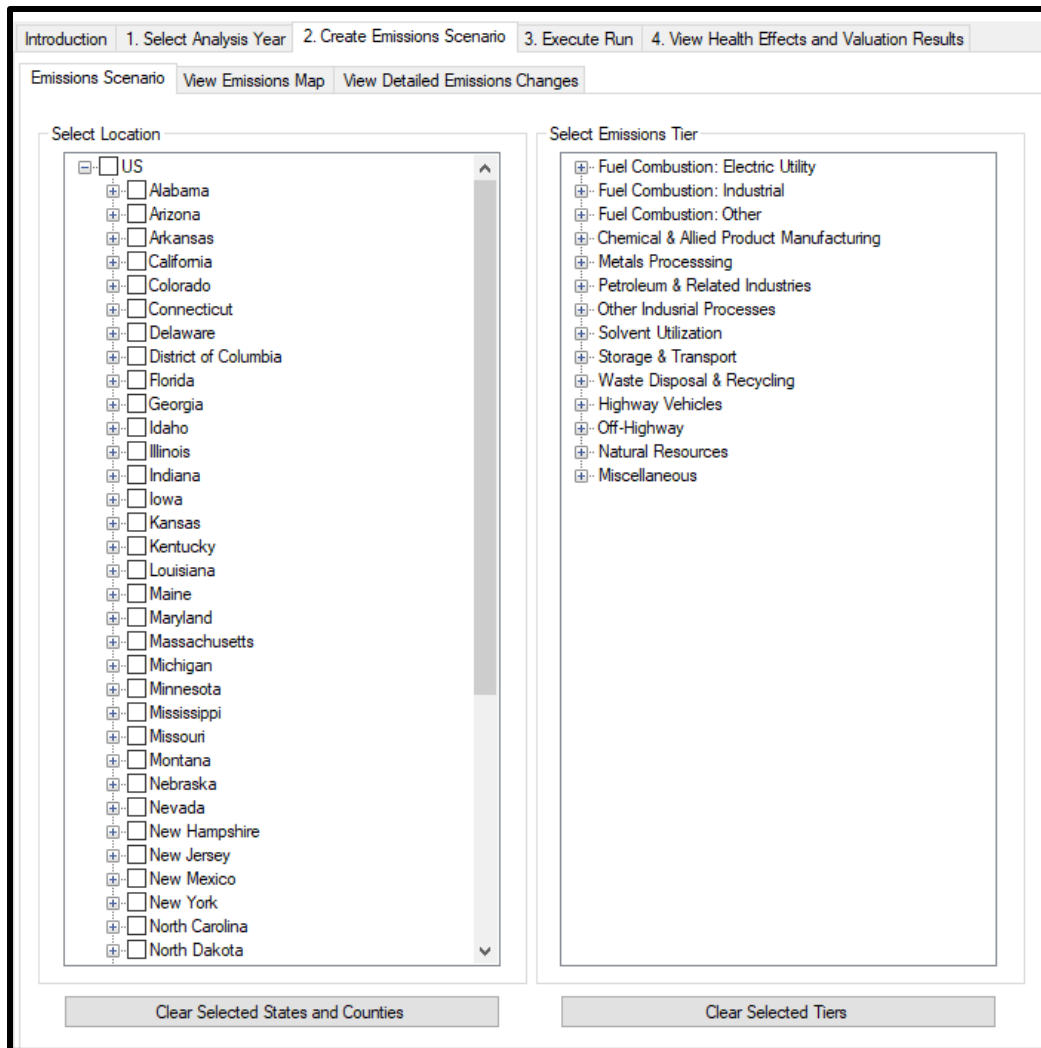 Introduction 1. Select Analysis Year 2. Create Emissions Scenario 3. Execute Run 4. View Health Effects and Valuation Results
Emissions Scenario View Emissions Map View Detailed Emissions Changes
Select Location
US
Alabama
Arizona
Arkansas
California
Colorado
Connecticut
Delaware
District of Columbia
Florida
Georgia
Idaho
Illinois
Indiana
Iowa
Kansas
Kentucky
Louisiana
Maine
Maryland
Massachusetts
Michigan
Minnesota
Mississippi
Missouri
Montana
Nebraska
Nevada
New Hampshire
New Jersey
New Mexico
New York
North Carolina
North Dakota
Clear Selected States and Counties
Select Emissions Tier
Fuel Combustion: Electric Utility
Fuel Combustion: Industrial
Fuel Combustion: Other
Chemical & Allied Product Manufacturing
Metals Processsing
Petroleum & Related Industries
Other Indusrial Processes
Solvent Utilization
Storage & Transport
Waste Disposal & Recycling
Highway Vehicles
Off-Highway
Natural Resources
Miscellaneous
Clear Selected Tiers